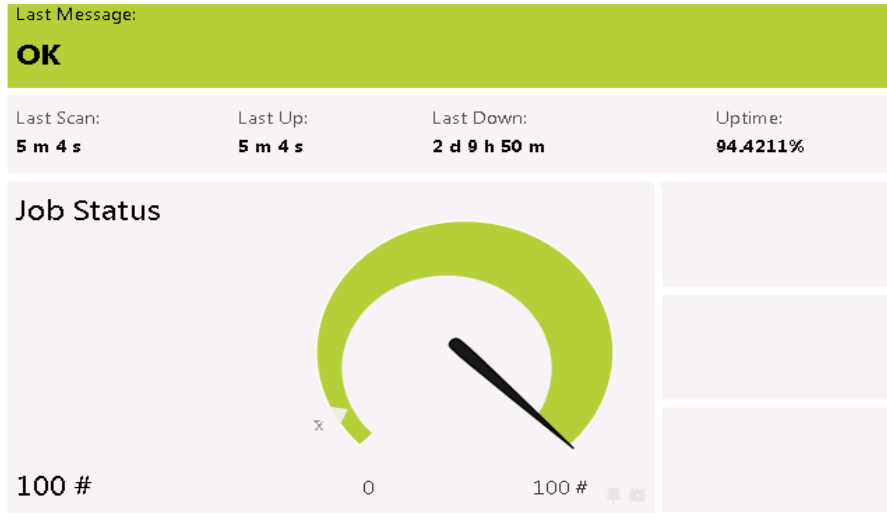 Last Message:
OK
Last Scan: Last Up: Last Down: Uptime:
5 m 4 s 5 m 4 s 2 d 9 h 50 m 94.4211%
Job Status
x
100 # 0 100 #